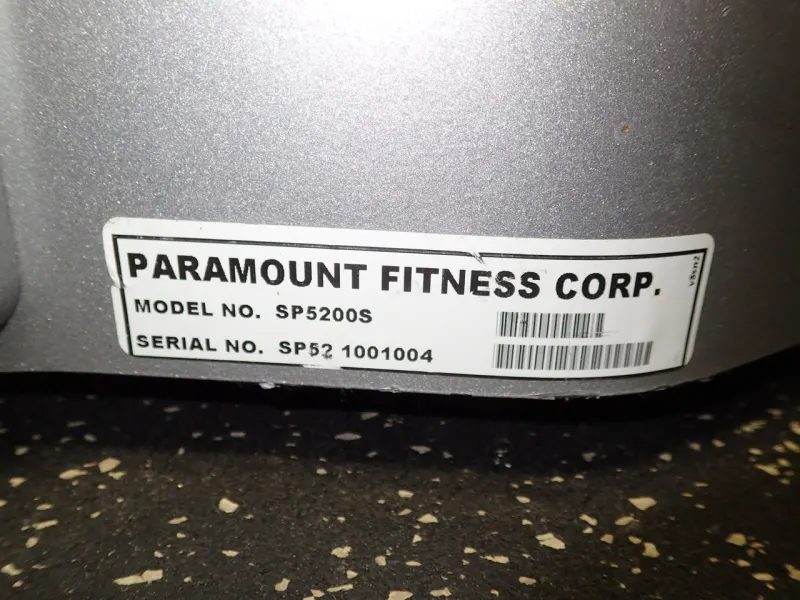 PARAMOUNT FITNESS CORP.
MODEL NO. SP5200S
SERIAL NO. SP52 1001004